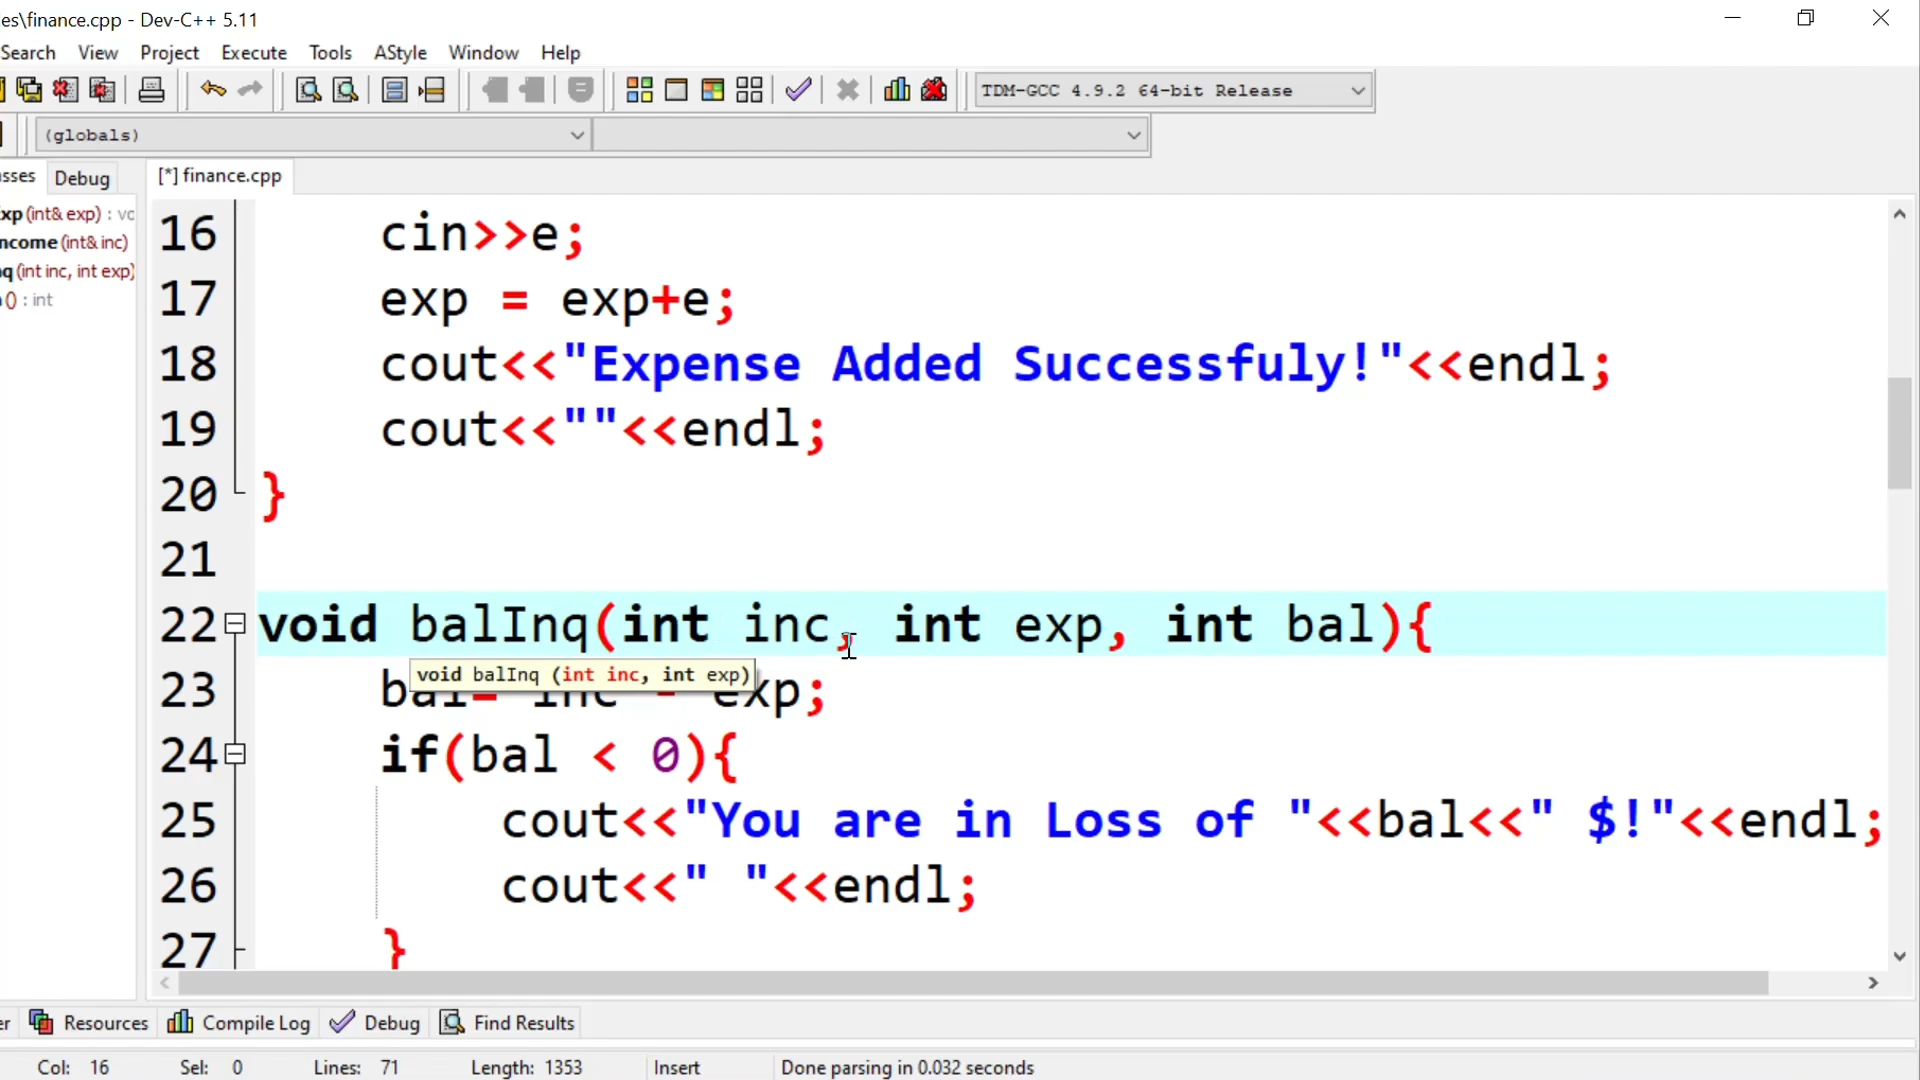 es\finance.cpp - Dev-C++ 5.11
Search View Project Execute Tools AStyle Window Help
TDM-GCC 4.9.2 64-bit Release
(globals)
sses Debug [*] finance.cpp
xp (int& exp) : vo
ncome (int& inc)
q (int inc, int exp)
() : int
16 cin>>e;
17 exp = exp+e;
18 cout<<"Expense Added Successfuly!"<<endl;
19 cout<<""<<endl;
20 }
21
22 void balInq(int inc, int exp, int bal){
void balInq (int inc, int exp)
23 bal= inc - exp;
24 if(bal < 0){
25 cout<<"You are in Loss of "<<bal<<" $!"<<endl;
26 cout<<" "<<endl;
27 }
er Resources Compile Log Debug Find Results
Col: 16 Sel: 0 Lines: 71 Length: 1353 Insert Done parsing in 0.032 seconds